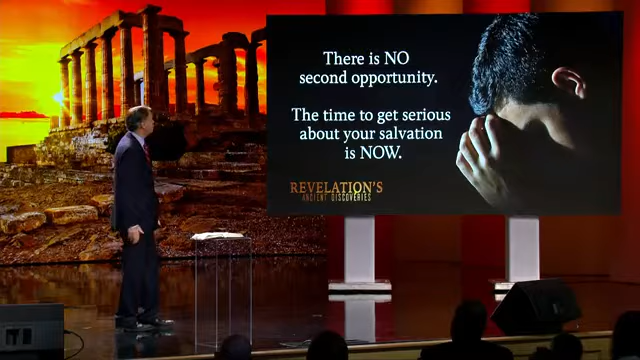 There is NO
second opportunity.
The time to get serious
about your salvation
is NOW.
REVELATION'S
ANCIENT DISCOVERIES